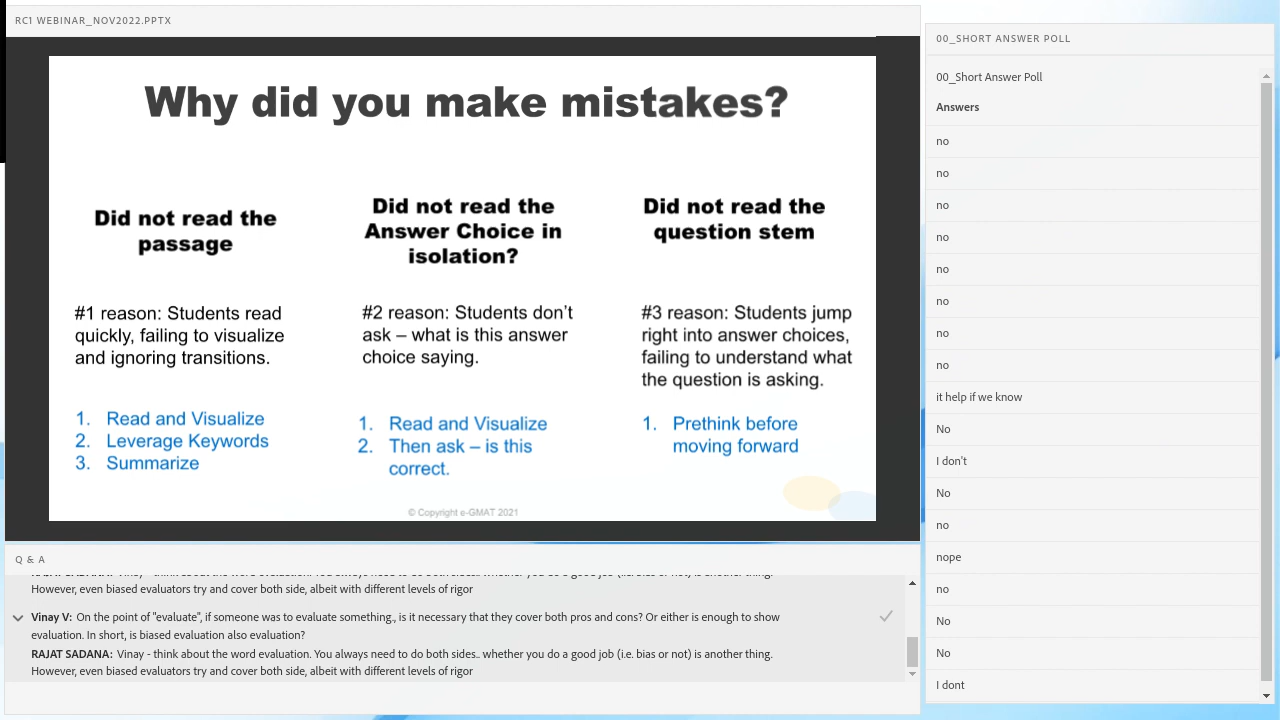 RC1 WEBINAR_NOV2022.PPTX
Why did you make mistakes?
Did not read the
passage
#1 reason: Students read
quickly, failing to visualize
and ignoring transitions.
1. Read and Visualize
2. Leverage Keywords
3. Summarize
Did not read the
Answer Choice in
isolation?
#2 reason: Students don't
ask – what is this answer
choice saying.
1. Read and Visualize
2. Then ask – is this
correct.
Did not read the
question stem
#3 reason: Students jump
right into answer choices,
failing to understand what
the question is asking.
1. Prethink before
moving forward
© Copyright e-GMAT 2021
Q & A
However, even biased evaluators try and cover both side, albeit with different levels of rigor
Vinay V: On the point of "evaluate", if someone was to evaluate something., is it necessary that they cover both pros and cons? Or either is enough to show
evaluation. In short, is biased evaluation also evaluation?
RAJAT SADANA: Vinay - think about the word evaluation. You always need to do both sides.. whether you do a good job (i.e. bias or not) is another thing.
However, even biased evaluators try and cover both side, albeit with different levels of rigor
00_SHORT ANSWER POLL
00_Short Answer Poll
Answers
no
no
no
no
no
no
no
no
it help if we know
No
I don't
No
no
nope
no
No
No
I dont